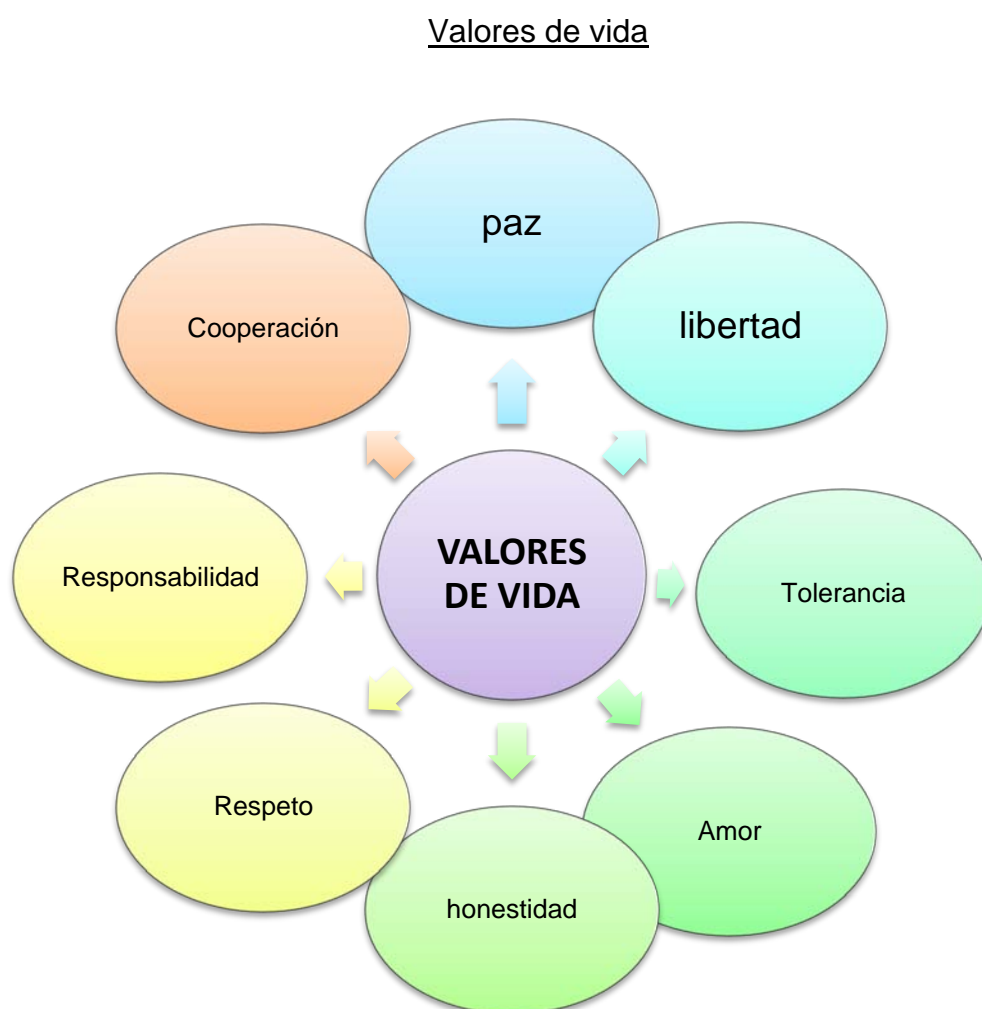 Valores de vida
paz
libertad
Cooperación
VALORES
DE VIDA
Responsabilidad
Tolerancia
Respeto
Amor
honestidad